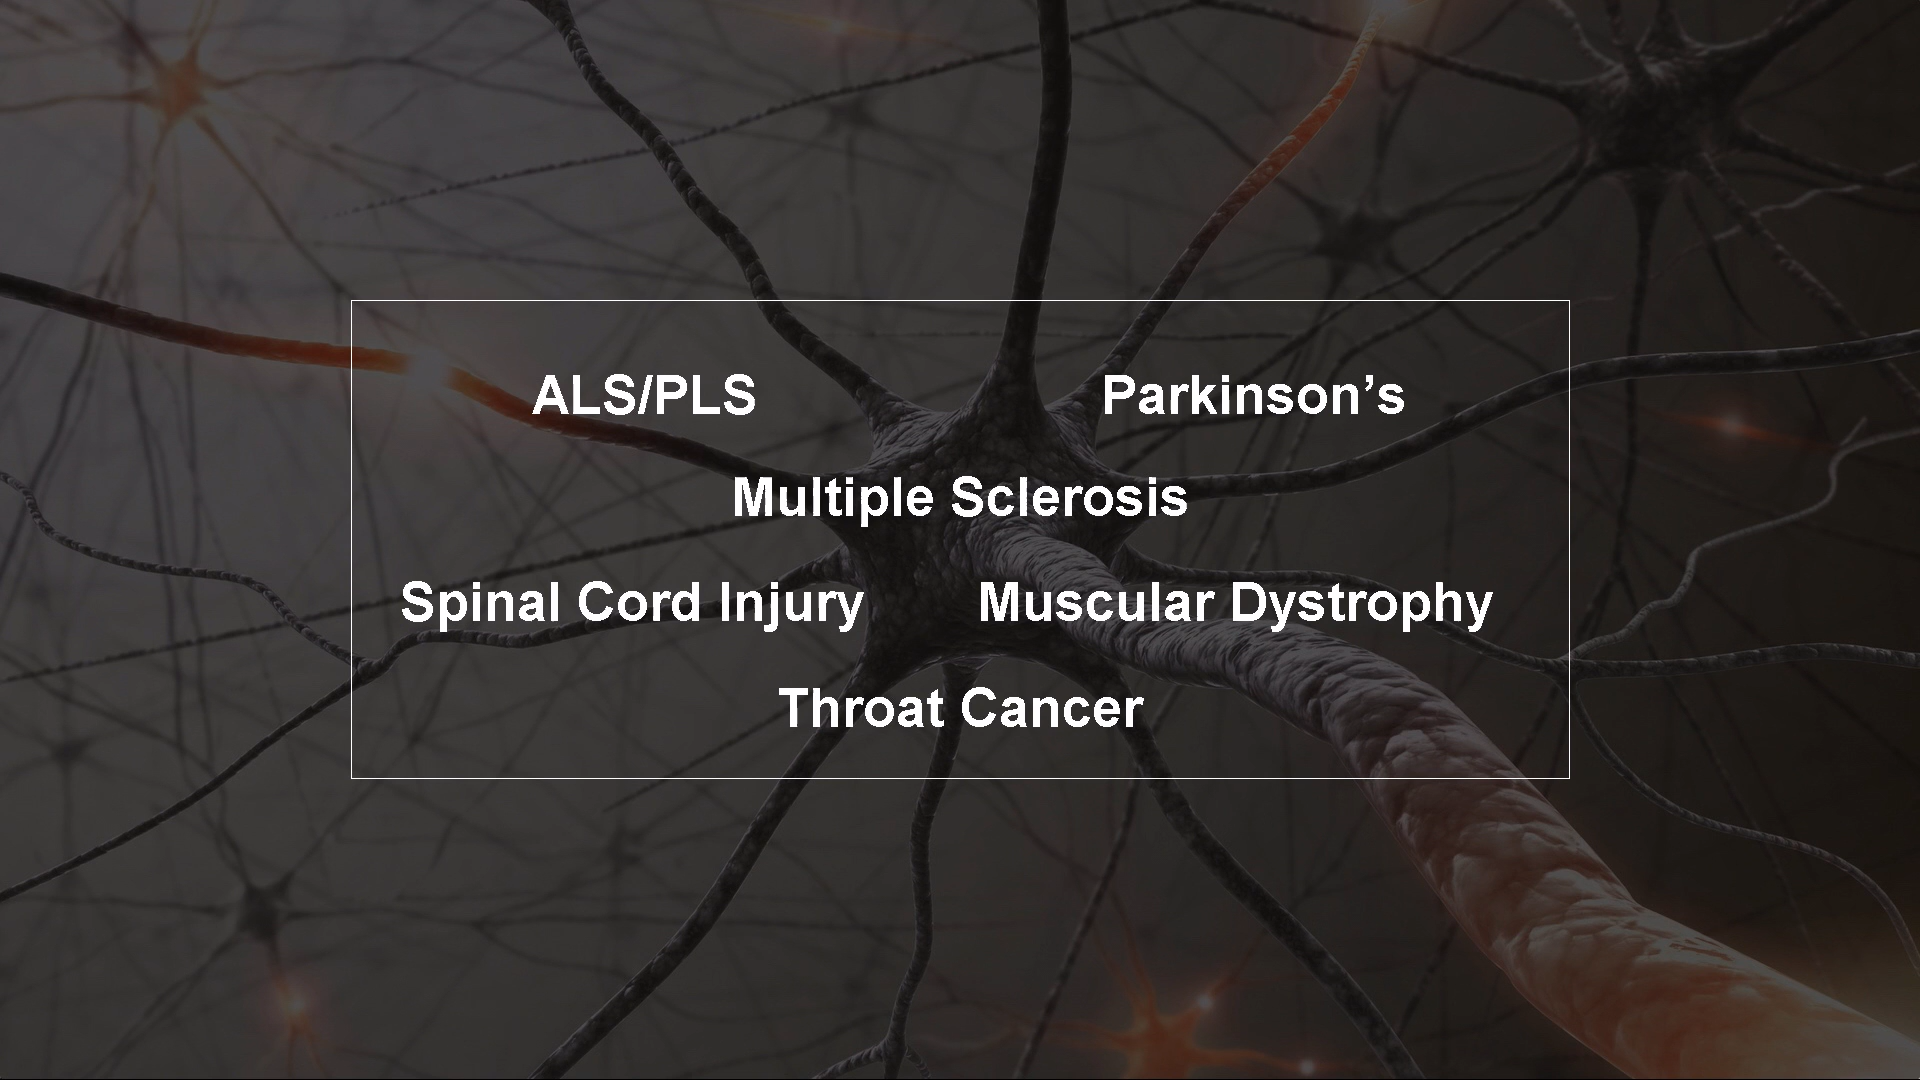 ALS/PLS Parkinson’s
Multiple Sclerosis
Spinal Cord Injury Muscular Dystrophy
Throat Cancer